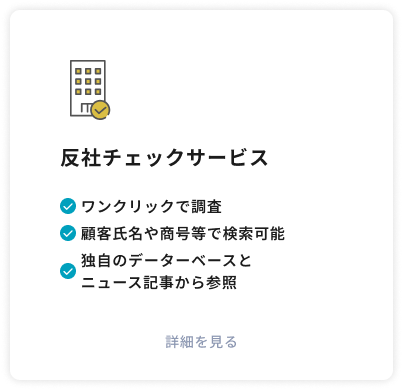 反社チェックサービス
ワンクリックで調査
顧客氏名や商号等で検索可能
独自のデーターベースと
ニュース記事から参照
詳細を見る